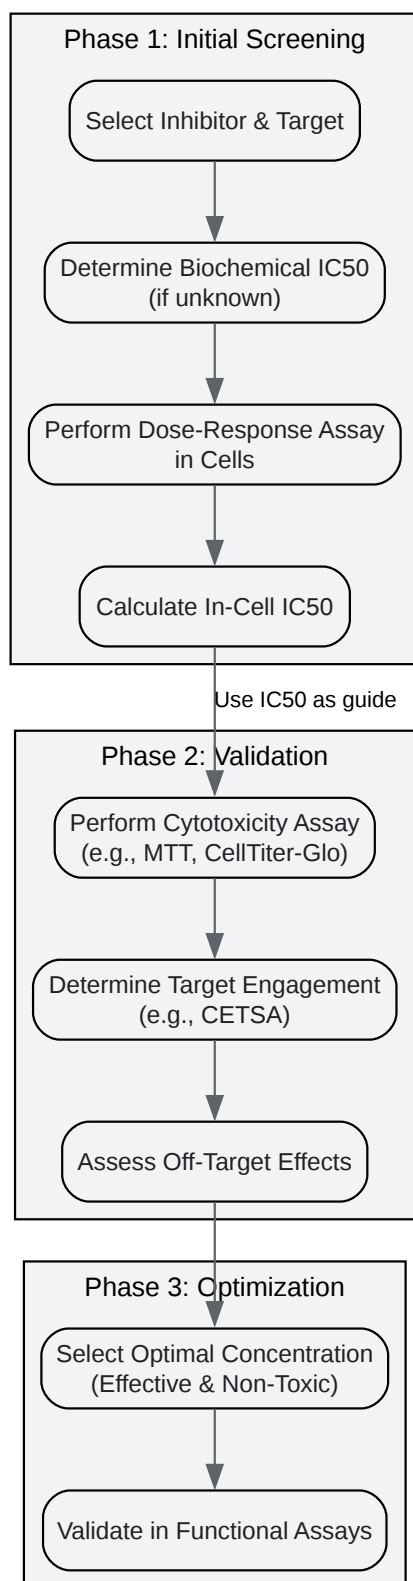 Phase 1: Initial Screening
Select Inhibitor & Target
Determine Biochemical IC50
(if unknown)
Perform Dose-Response Assay
in Cells
Calculate In-Cell IC50
Use IC50 as guide
Phase 2: Validation
Perform Cytotoxicity Assay
(e.g., MTT, CellTiter-Glo)
Determine Target Engagement
(e.g., CETSA)
Assess Off-Target Effects
Phase 3: Optimization
Select Optimal Concentration
(Effective & Non-Toxic)
Validate in Functional Assays